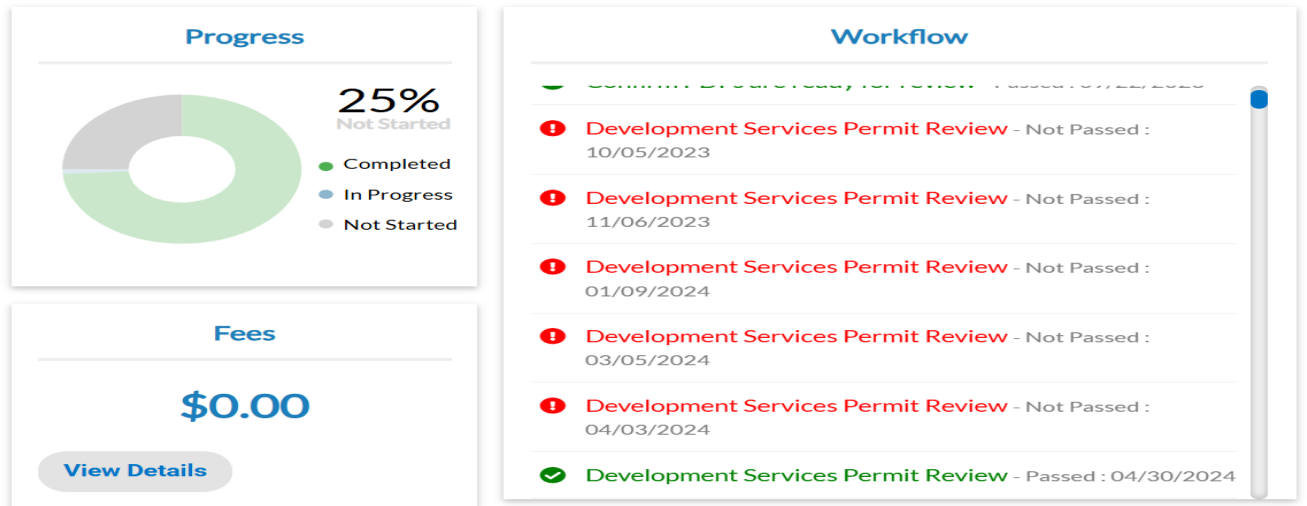 Progress
25%
Not Started
Completed
In Progress
Not Started
Fees
$0.00
View Details
Workflow
Development Services Permit Review - Not Passed :
10/05/2023
Development Services Permit Review - Not Passed :
11/06/2023
Development Services Permit Review - Not Passed :
01/09/2024
Development Services Permit Review - Not Passed :
03/05/2024
Development Services Permit Review - Not Passed :
04/03/2024
Development Services Permit Review - Passed : 04/30/2024